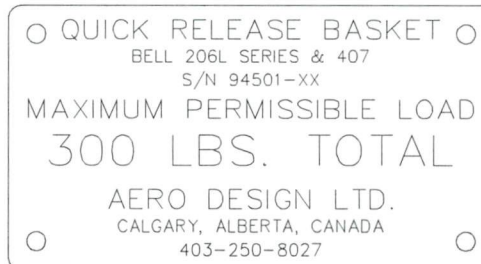 QUICK RELEASE BASKET
BELL 206L SERIES & 407
S/N 94501-XX
MAXIMUM PERMISSIBLE LOAD
300 LBS. TOTAL
AERO DESIGN LTD.
CALGARY, ALBERTA, CANADA
403-250-8027